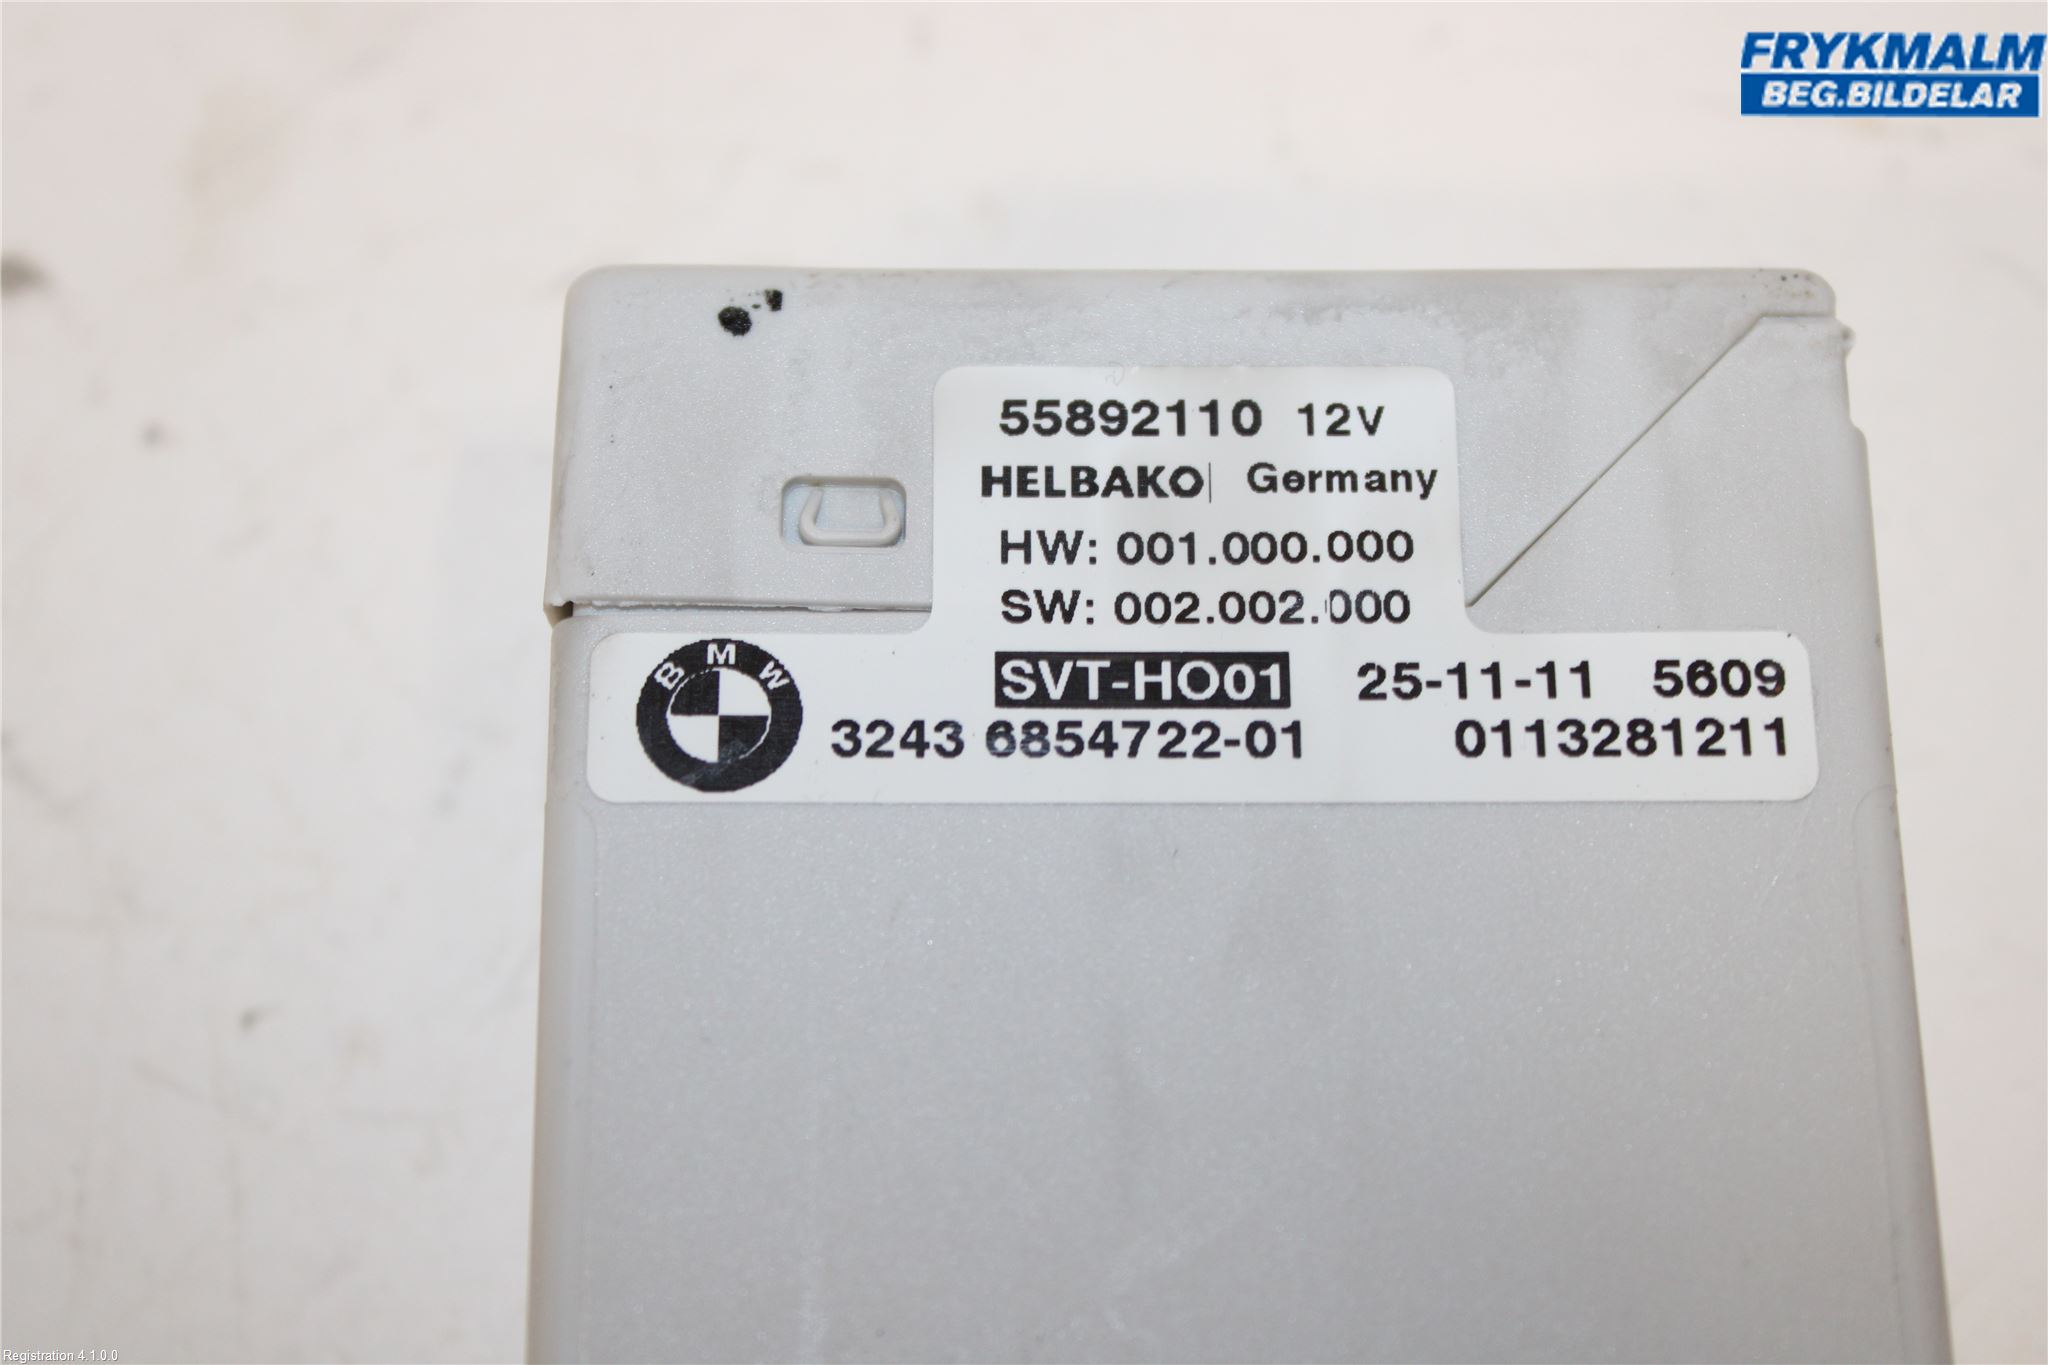 FRYKMALM
BEG.BILDELAR
55892110 12V
HELBAKO Germany
HW: 001.000.000
SW: 002.002.000
BMW
SVT-HO01 25-11-11 5609
3243 6854722-01 0113281211
Registration 4.1.0.0